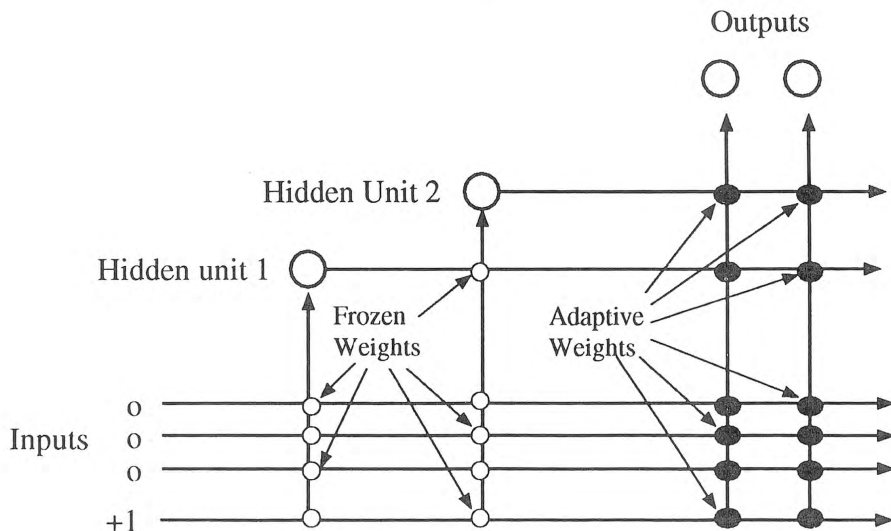 Outputs
Hidden Unit 2
Hidden unit 1
Frozen
Weights
Adaptive
Weights
o
Inputs
o
o
+1